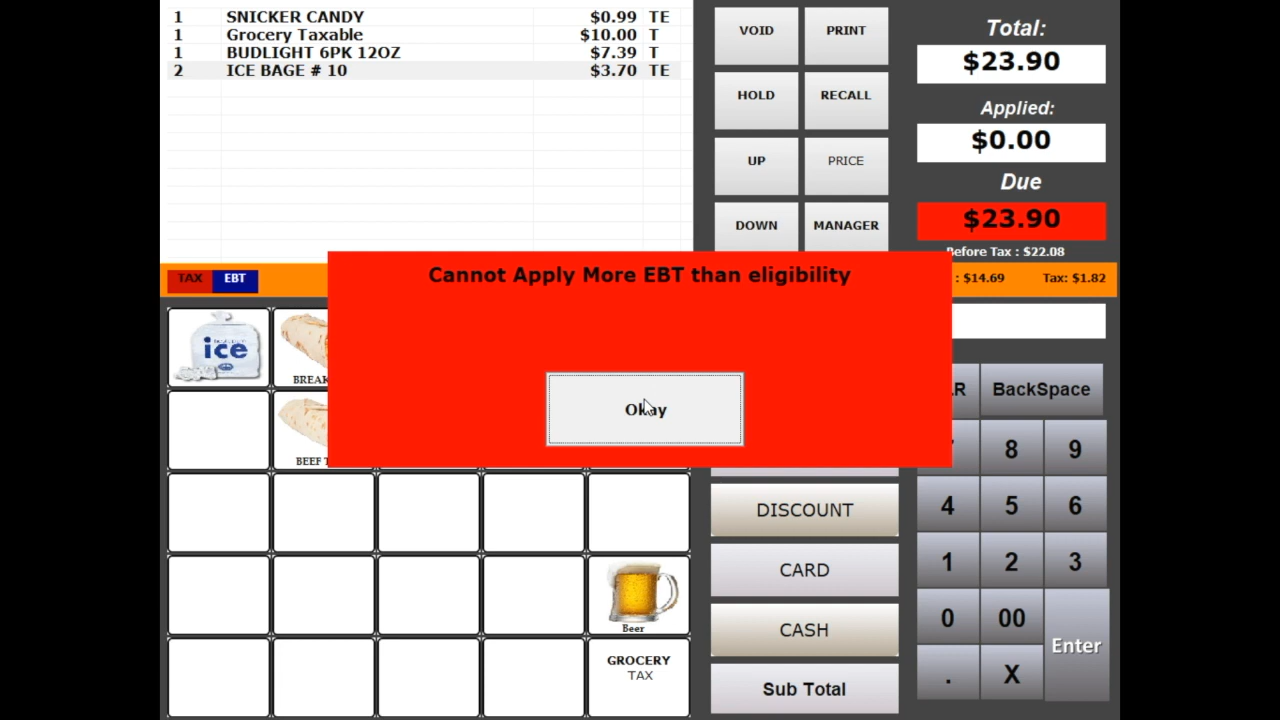 1 SNICKER CANDY $0.99 TE
1 Grocery Taxable $10.00 T
1 BUDLIGHT 6PK 12OZ $7.39 T
2 ICE BAGE # 10 $3.70 TE
VOID PRINT
HOLD RECALL
UP PRICE
DOWN MANAGER
Total:
$23.90
Applied:
$0.00
Due
$23.90
Before Tax : $22.08
TAX EBT
: $14.69 Tax: $1.82
Cannot Apply More EBT than eligibility
Okay
ice
BREAK
BEEF T
Beer
GROCERY
TAX
DISCOUNT
CARD
CASH
Sub Total
R BackSpace
8 9
4 5 6
1 2 3
0 00
Enter
. X